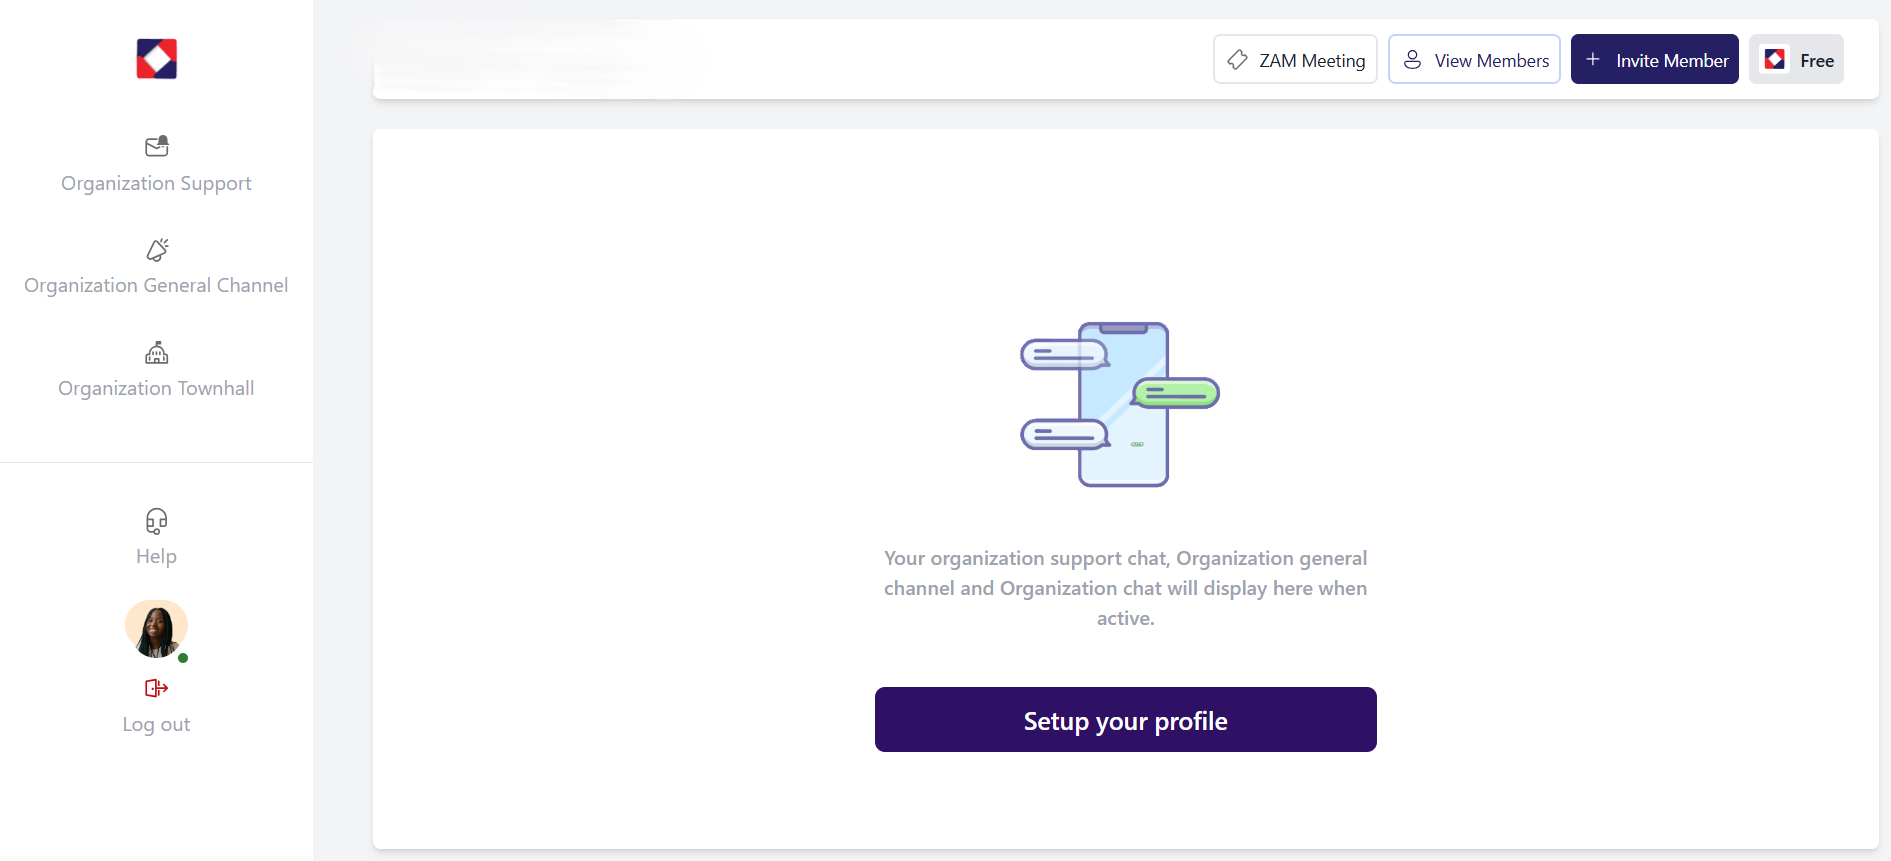 Organization Support
Organization General Channel
Organization Townhall
Help
Log out
ZAM Meeting
View Members
Invite Member
Free
Your organization support chat, Organization general
channel and Organization chat will display here when
active.
Setup your profile